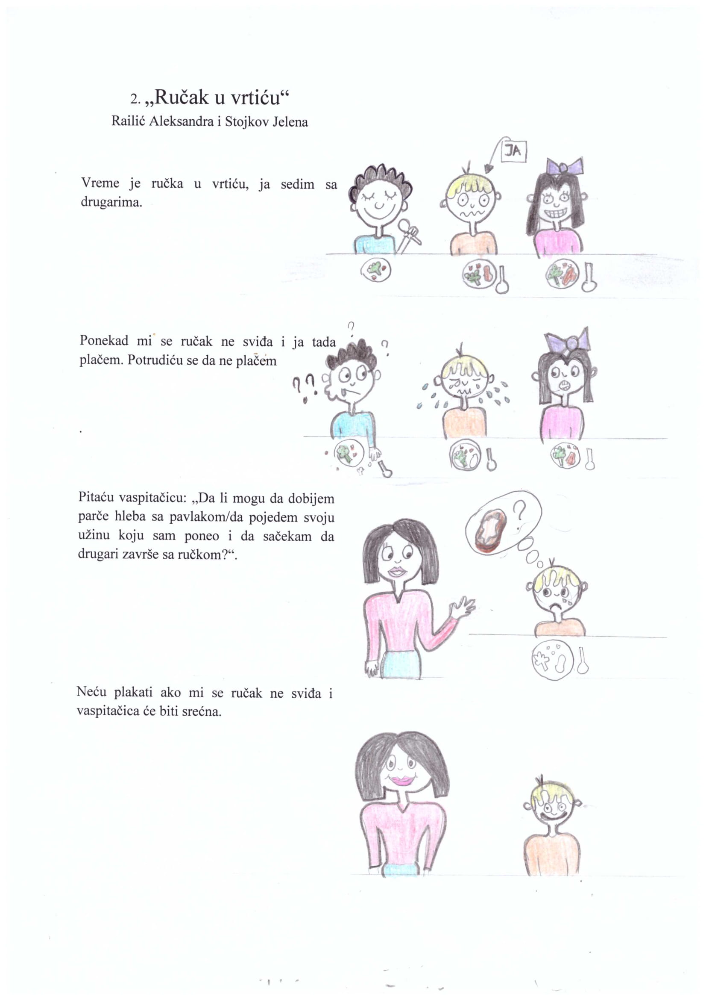 2. „Ručak u vrtiću“
Railić Aleksandra i Stojkov Jelena
JA
Vreme je ručka u vrtiću, ja sedim sa
drugarima.
? ?
Ponekad mi se ručak ne sviđa i ja tada
plačem. Potrudiću se da ne plačem
? ?
.
Pitaću vaspitačicu: „Da li mogu da dobijem
parče hleba sa pavlakom/da pojedem svoju
užinu koju sam poneo i da sačekam da
drugari završe sa ručkom?“.
?
Neću plakati ako mi se ručak ne sviđa i
vaspitačica će biti srećna.